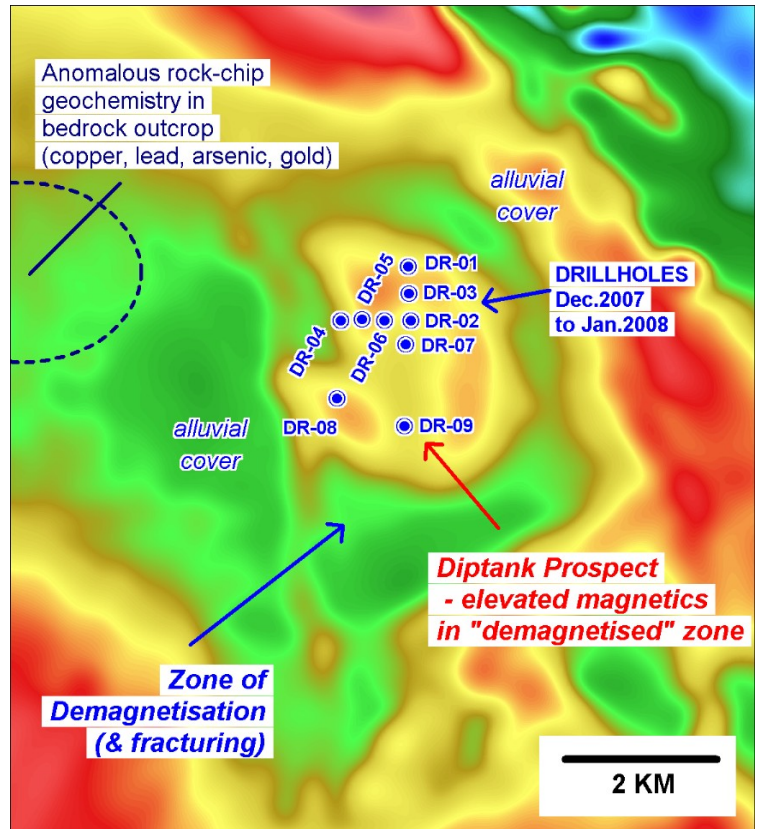 Anomalous rock-chip
geochemistry in
bedrock outcrop
(copper, lead, arsenic, gold)
alluvial
cover
DR-05
DR-01
DR-03
DR-04
DR-06
DR-02
DR-07
DRILLHOLES
Dec.2007
to Jan.2008
DR-08
DR-09
alluvial
cover
Diptank Prospect
- elevated magnetics
in "demagnetised" zone
Zone of
Demagnetisation
(& fracturing)
2 KM